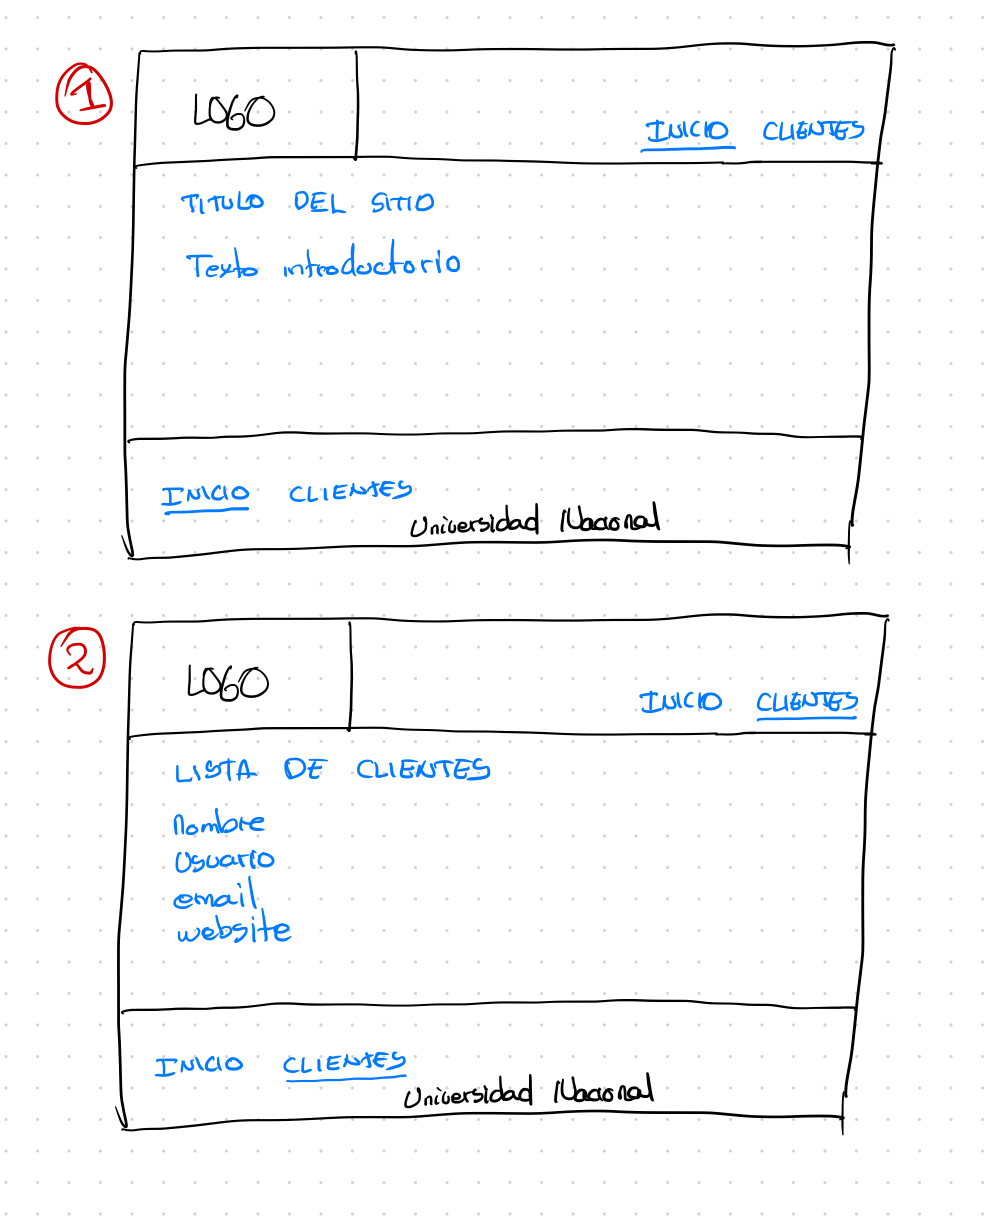 1
LOGO
INICIO CLIENTES
TITULO DEL SITIO
Texto introductorio
INICIO CLIENTES
Universidad Nacional
2
LOGO
INICIO CLIENTES
LISTA DE CLIENTES
nombre
Usuario
email
website
INICIO CLIENTES
Universidad Nacional